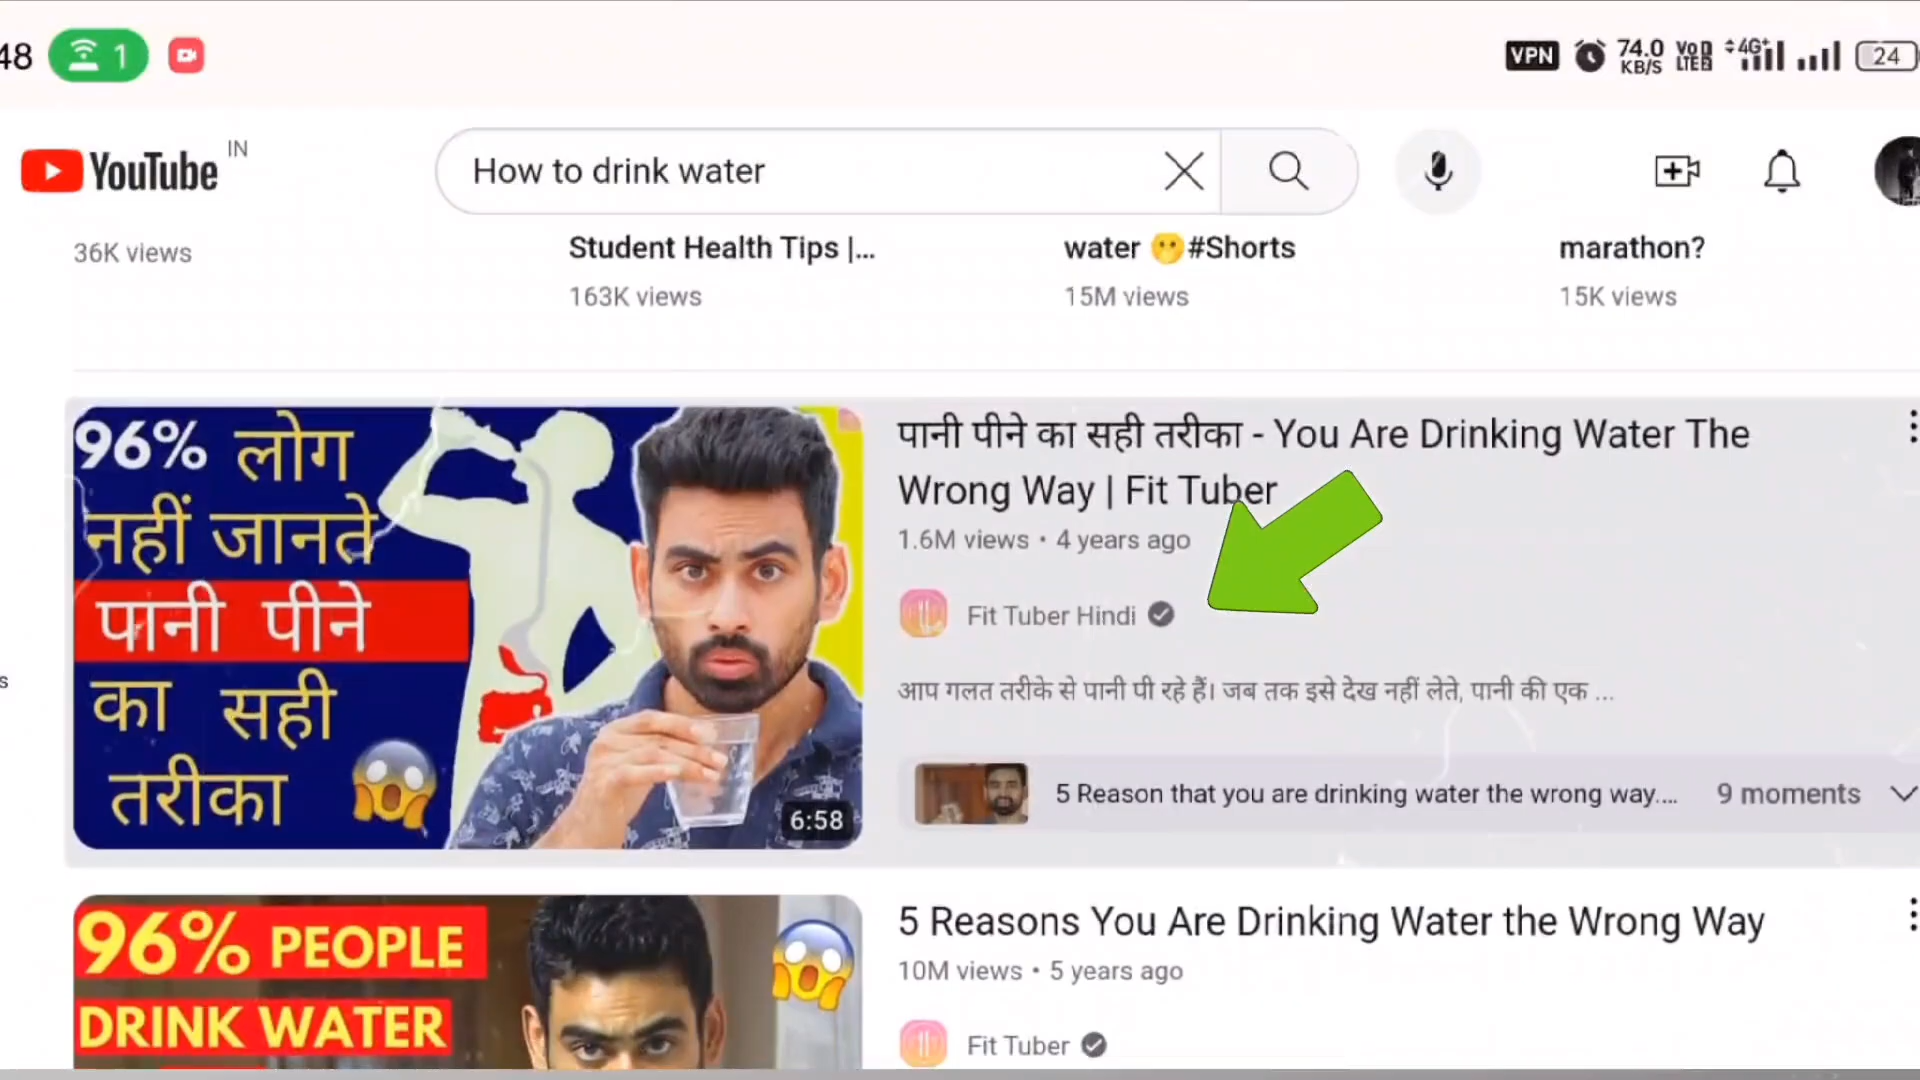 48 1 VPN 74.0 KB/S Vo LTE 4G+ 24
YouTube IN
How to drink water
36K views
Student Health Tips |...
163K views
water 🫢#Shorts
15M views
marathon?
15K views
96% लोग
नहीं जानते
पानी पीने
का सही
तरीका
6:58
पानी पीने का सही तरीका - You Are Drinking Water The
Wrong Way | Fit Tuber
1.6M views • 4 years ago
Fit Tuber Hindi
आप गलत तरीके से पानी पी रहे हैं। जब तक इसे देख नहीं लेते, पानी की एक ...
5 Reason that you are drinking water the wrong way....
9 moments
s
96% PEOPLE
DRINK WATER
5 Reasons You Are Drinking Water the Wrong Way
10M views • 5 years ago
Fit Tuber